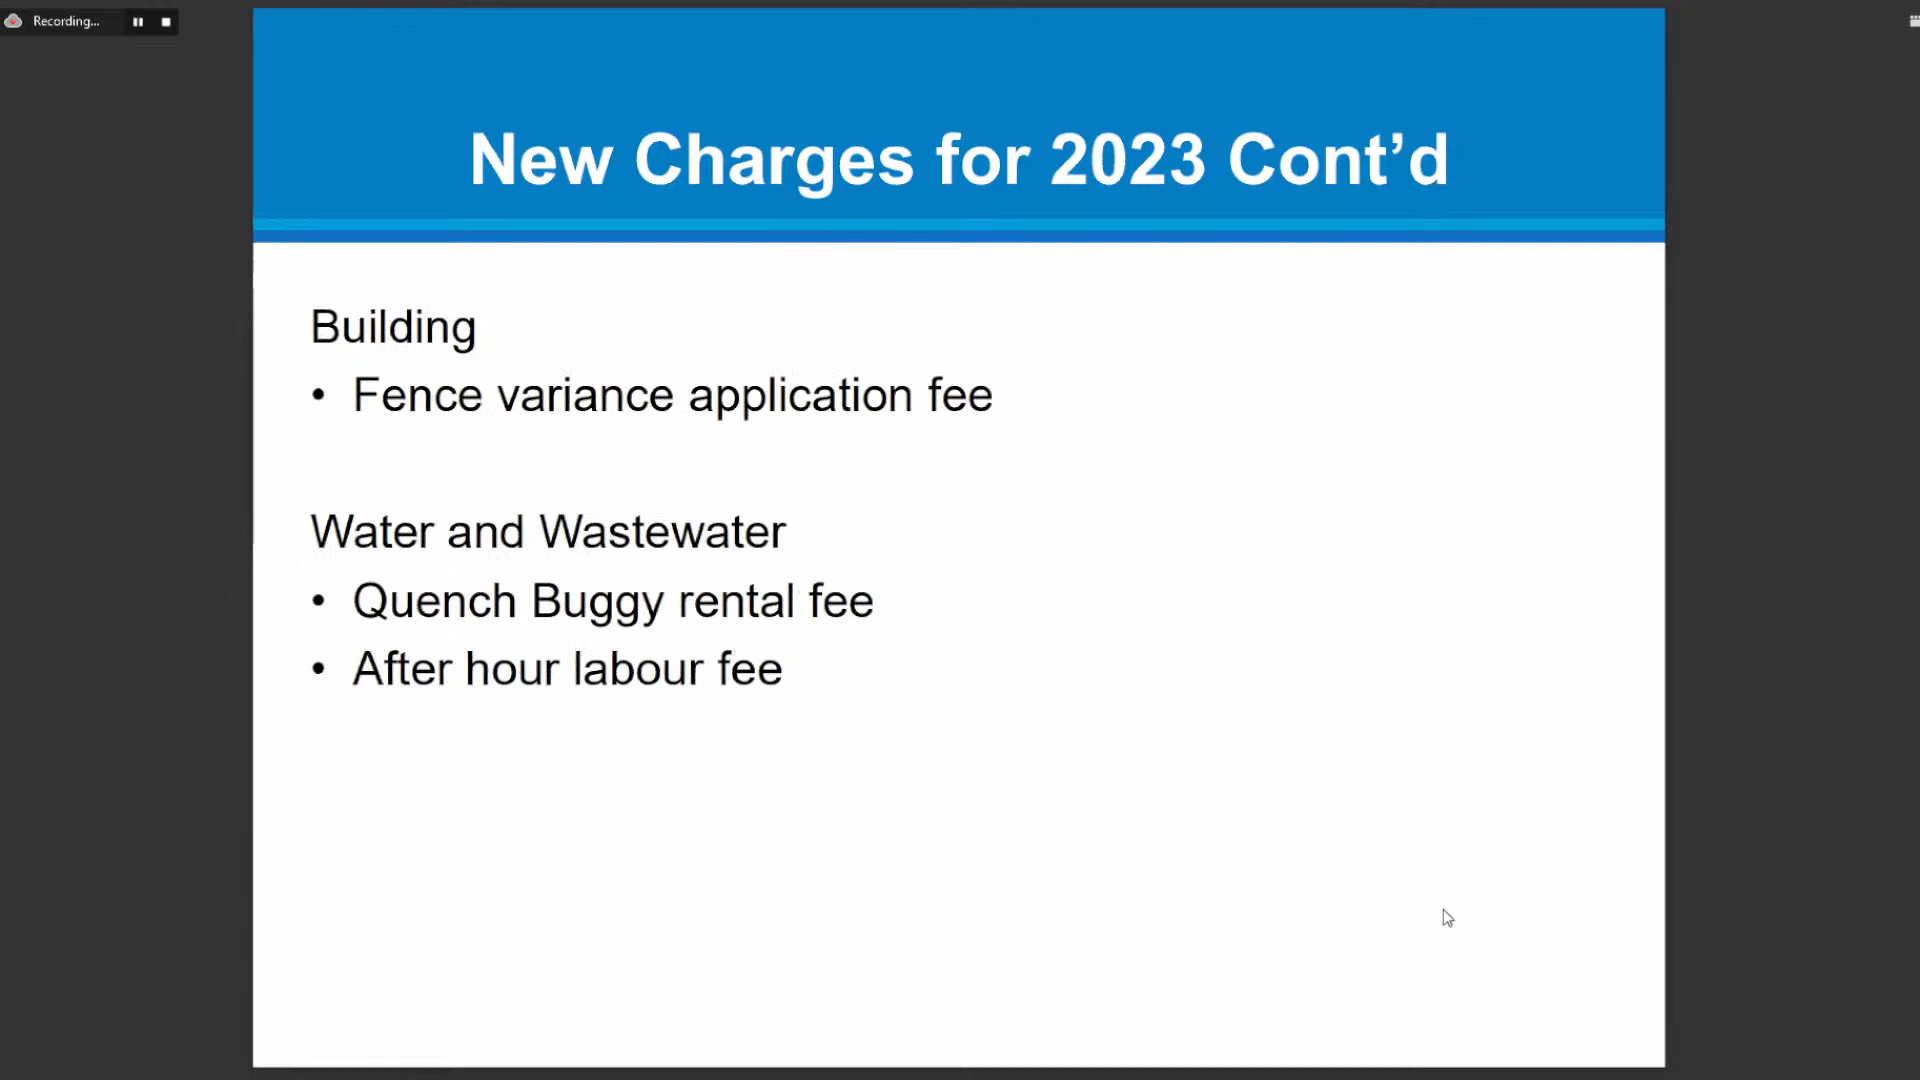 Recording...
New Charges for 2023 Cont’d
Building
• Fence variance application fee
Water and Wastewater
• Quench Buggy rental fee
• After hour labour fee